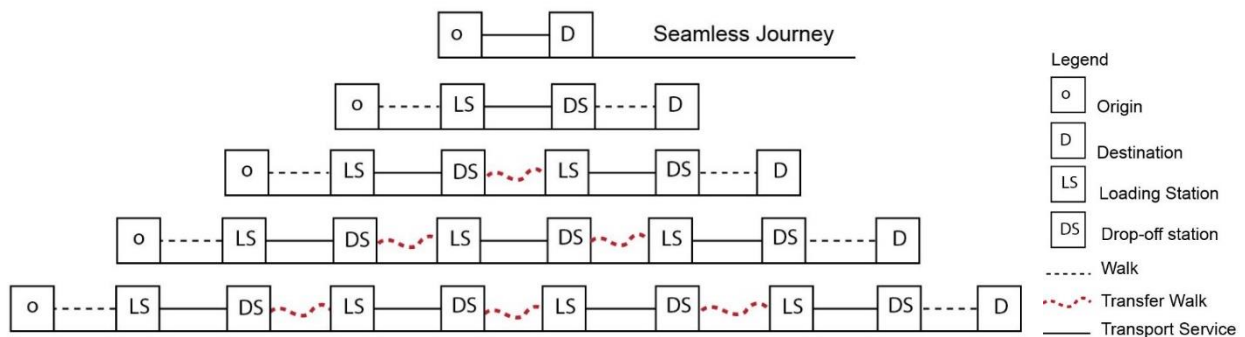 o D Seamless Journey
o LS DS D
o LS DS LS DS D
o LS DS LS DS LS DS D
o LS DS LS DS LS DS LS DS D
Legend
o Origin
D Destination
LS Loading Station
DS Drop-off station
Walk
Transfer Walk
Transport Service